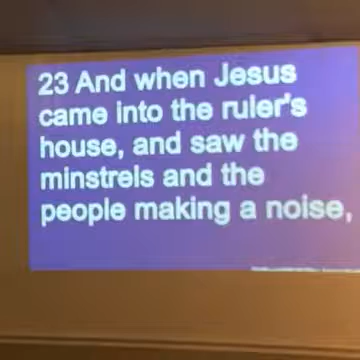 23 And when Jesus
came into the ruler's
house, and saw the
minstrels and the
people making a noise,